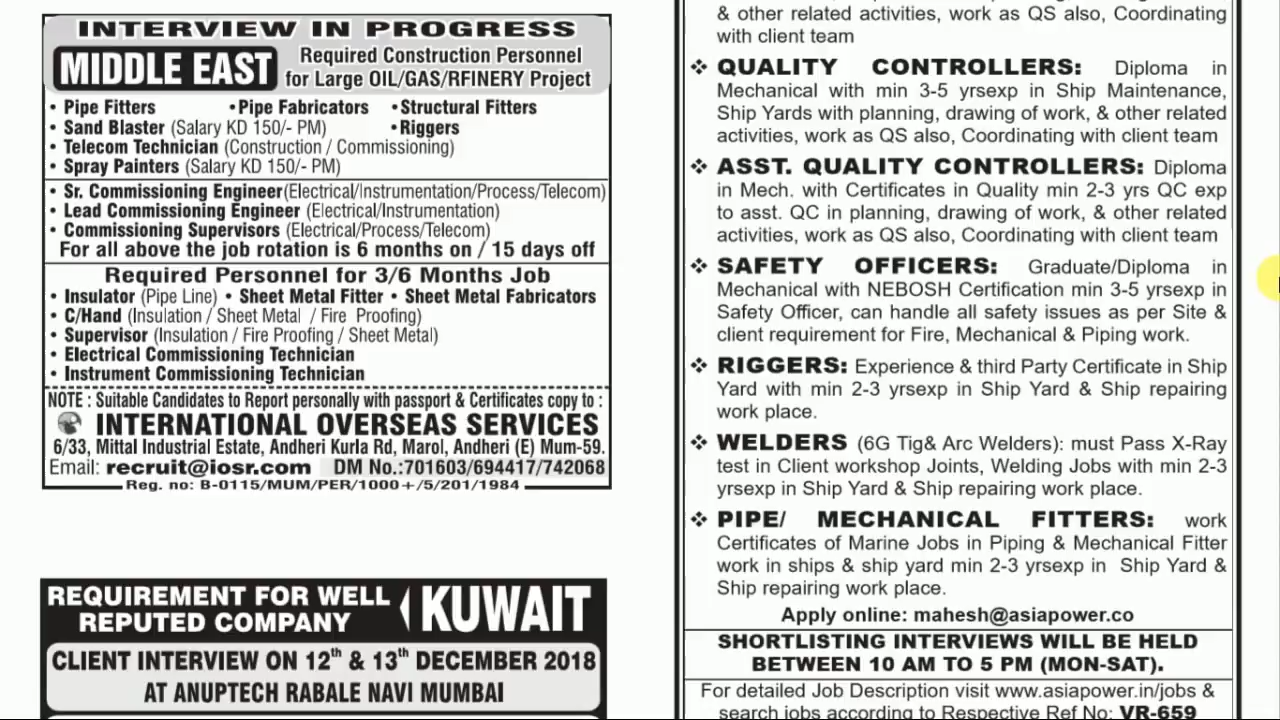 INTERVIEW IN PROGRESS
MIDDLE EAST
Required Construction Personnel
for Large OIL/GAS/RFINERY Project
• Pipe Fitters •Pipe Fabricators •Structural Fitters
• Sand Blaster (Salary KD 150/- PM) •Riggers
• Telecom Technician (Construction / Commissioning)
• Spray Painters (Salary KD 150/- PM)
• Sr. Commissioning Engineer(Electrical/Instrumentation/Process/Telecom)
• Lead Commissioning Engineer (Electrical/Instrumentation)
• Commissioning Supervisors (Electrical/Process/Telecom)
For all above the job rotation is 6 months on / 15 days off
Required Personnel for 3/6 Months Job
• Insulator (Pipe Line) • Sheet Metal Fitter • Sheet Metal Fabricators
• C/Hand (Insulation / Sheet Metal / Fire Proofing)
• Supervisor (Insulation / Fire Proofing / Sheet Metal)
• Electrical Commissioning Technician
• Instrument Commissioning Technician
NOTE : Suitable Candidates to Report personally with passport & Certificates copy to :
INTERNATIONAL OVERSEAS SERVICES
6/33, Mittal Industrial Estate, Andheri Kurla Rd, Marol, Andheri (E) Mum-59.
Email: recruit@iosr.com DM No.:701603/694417/742068
Reg. no: B-0115/MUM/PER/1000+/5/201/1984
REQUIREMENT FOR WELL
REPUTED COMPANY
KUWAIT
CLIENT INTERVIEW ON 12th & 13th DECEMBER 2018
AT ANUPTECH RABALE NAVI MUMBAI
& other related activities, work as QS also, Coordinating
with client team
❖ QUALITY CONTROLLERS: Diploma in
Mechanical with min 3-5 yrsexp in Ship Maintenance,
Ship Yards with planning, drawing of work, & other related
activities, work as QS also, Coordinating with client team
❖ ASST. QUALITY CONTROLLERS: Diploma
in Mech. with Certificates in Quality min 2-3 yrs QC exp
to asst. QC in planning, drawing of work, & other related
activities, work as QS also, Coordinating with client team
❖ SAFETY OFFICERS: Graduate/Diploma in
Mechanical with NEBOSH Certification min 3-5 yrsexp in
Safety Officer, can handle all safety issues as per Site &
client requirement for Fire, Mechanical & Piping work.
❖ RIGGERS: Experience & third Party Certificate in Ship
Yard with min 2-3 yrsexp in Ship Yard & Ship repairing
work place.
❖ WELDERS (6G Tig& Arc Welders): must Pass X-Ray
test in Client workshop Joints, Welding Jobs with min 2-3
yrsexp in Ship Yard & Ship repairing work place.
❖ PIPE/ MECHANICAL FITTERS: work
Certificates of Marine Jobs in Piping & Mechanical Fitter
work in ships & ship yard min 2-3 yrsexp in Ship Yard &
Ship repairing work place.
Apply online: mahesh@asiapower.co
SHORTLISTING INTERVIEWS WILL BE HELD
BETWEEN 10 AM TO 5 PM (MON-SAT).
For detailed Job Description visit www.asiapower.in/jobs &
search jobs according to Respective Ref No: VR-659